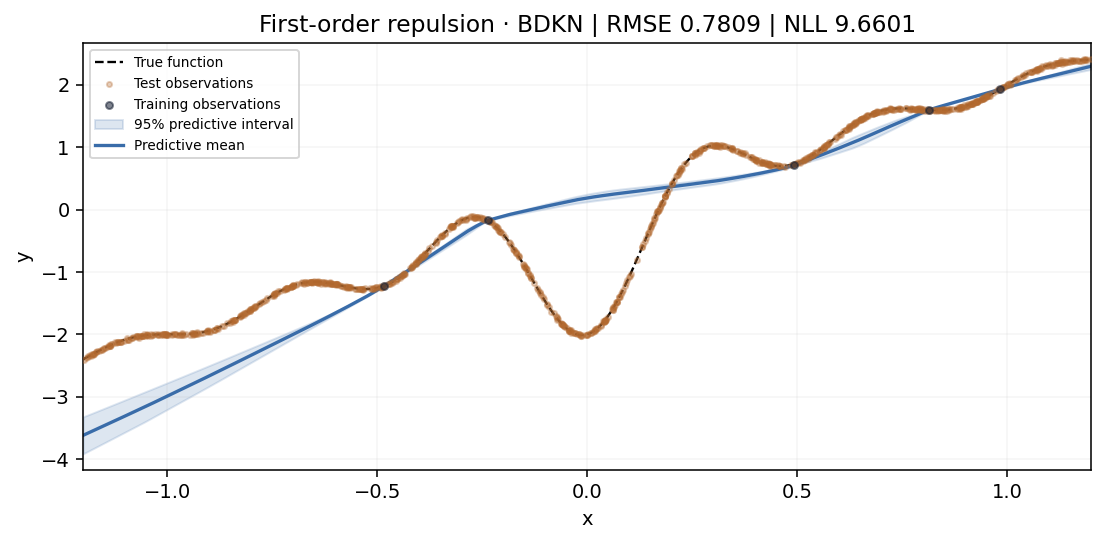 First-order repulsion · BDKN | RMSE 0.7809 | NLL 9.6601
True function
Test observations
Training observations
95% predictive interval
Predictive mean
y
2
1
0
−1
−2
−3
−4
−1.0 −0.5 0.0 0.5 1.0
x